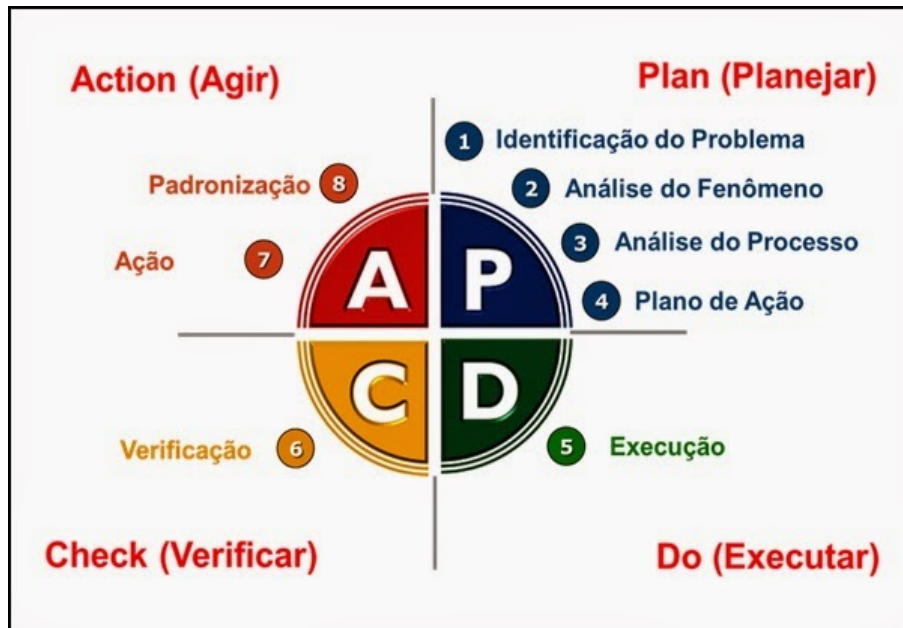 Action (Agir)
Plan (Planejar)
1 Identificação do Problema
2 Análise do Fenômeno
3 Análise do Processo
4 Plano de Ação
Padronização 8
Ação 7
A P
C D
Verificação 6
5 Execução
Check (Verificar)
Do (Executar)